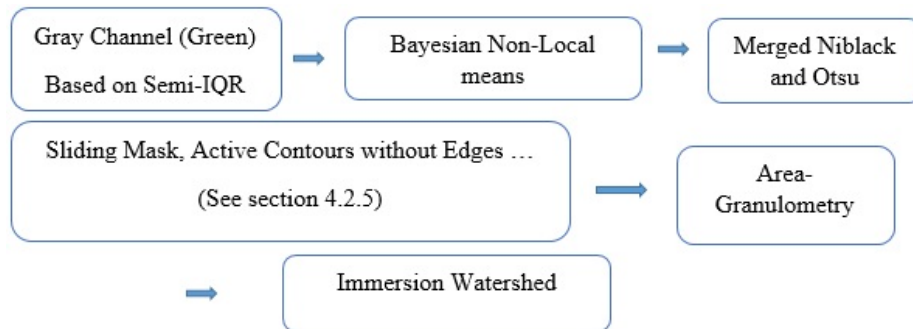 Gray Channel (Green)
Based on Semi-IQR
Bayesian Non-Local
means
Merged Niblack
and Otsu
Sliding Mask, Active Contours without Edges …
(See section 4.2.5)
Area-
Granulometry
Immersion Watershed